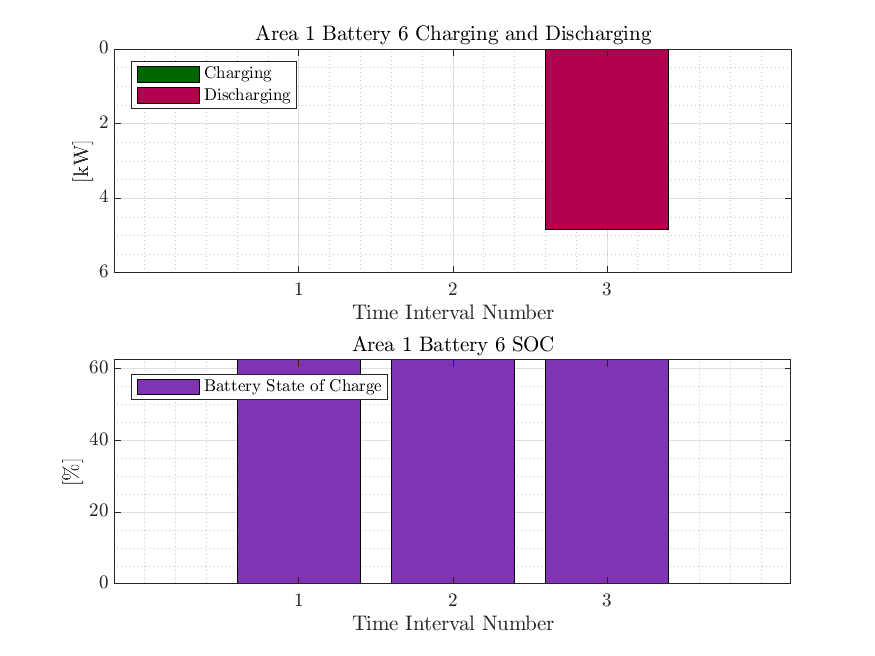 Area 1 Battery 6 Charging and Discharging
0
Charging
Discharging
2
[kW]
4
6
1 2 3
Time Interval Number
Area 1 Battery 6 SOC
60
Battery State of Charge
40
[%]
20
0
1 2 3
Time Interval Number